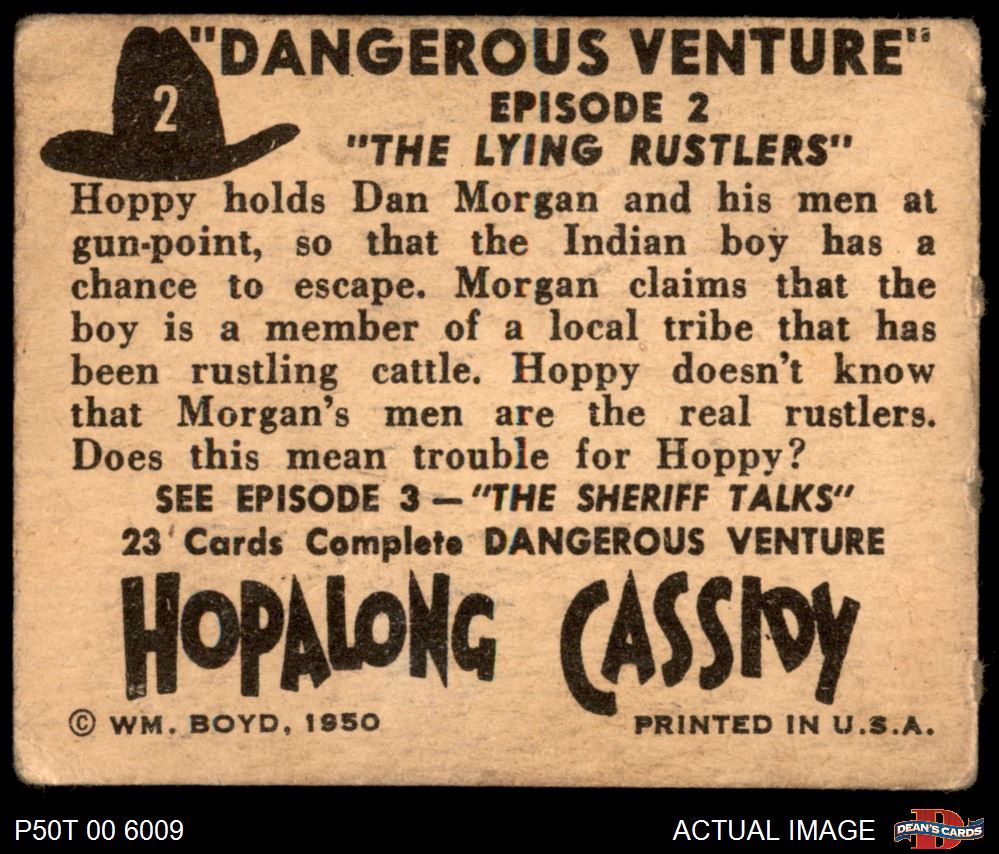 "DANGEROUS VENTURE"
2
EPISODE 2
"THE LYING RUSTLERS"
Hoppy holds Dan Morgan and his men at
gun-point, so that the Indian boy has a
chance to escape. Morgan claims that the
boy is a member of a local tribe that has
been rustling cattle. Hoppy doesn't know
that Morgan's men are the real rustlers.
Does this mean trouble for Hoppy?
SEE EPISODE 3 — "THE SHERIFF TALKS"
23 Cards Complete DANGEROUS VENTURE
HOPALONG CASSIDY
© WM. BOYD, 1950 PRINTED IN U.S.A.
P50T 00 6009 ACTUAL IMAGE DEAN'S CARDS